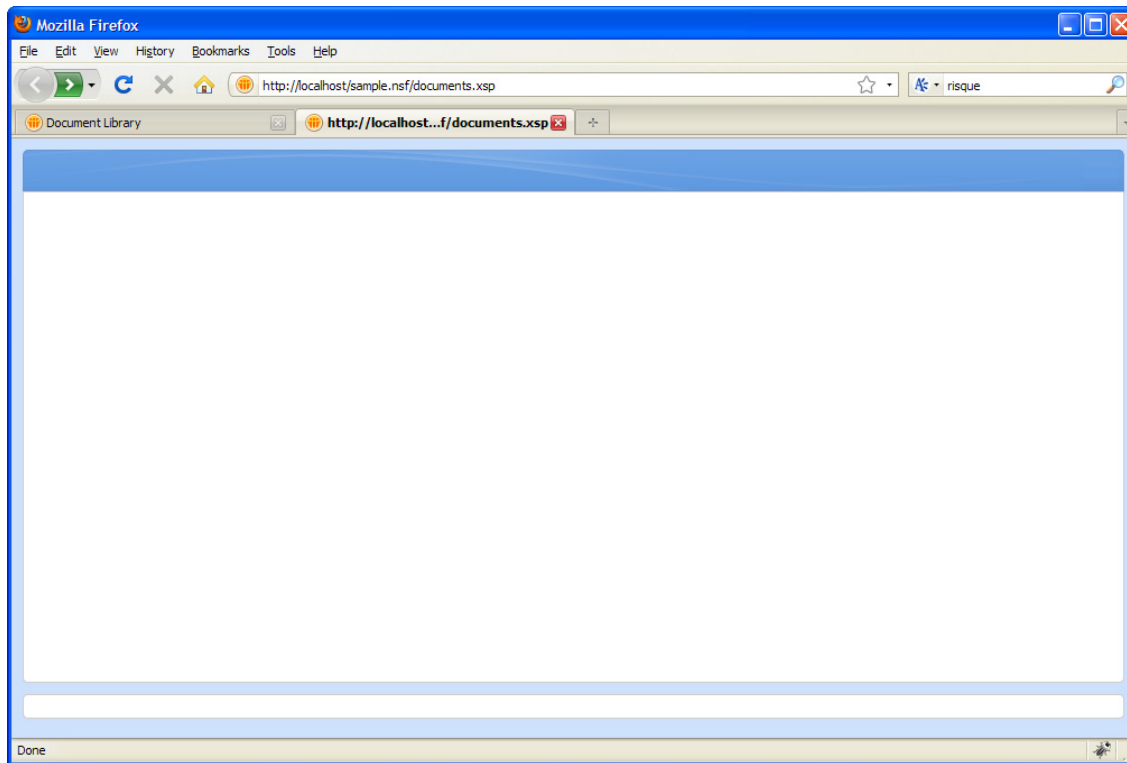 Mozilla Firefox
File Edit View History Bookmarks Tools Help
http://localhost/sample.nsf/documents.xsp risque
Document Library http://localhost...f/documents.xsp
Done